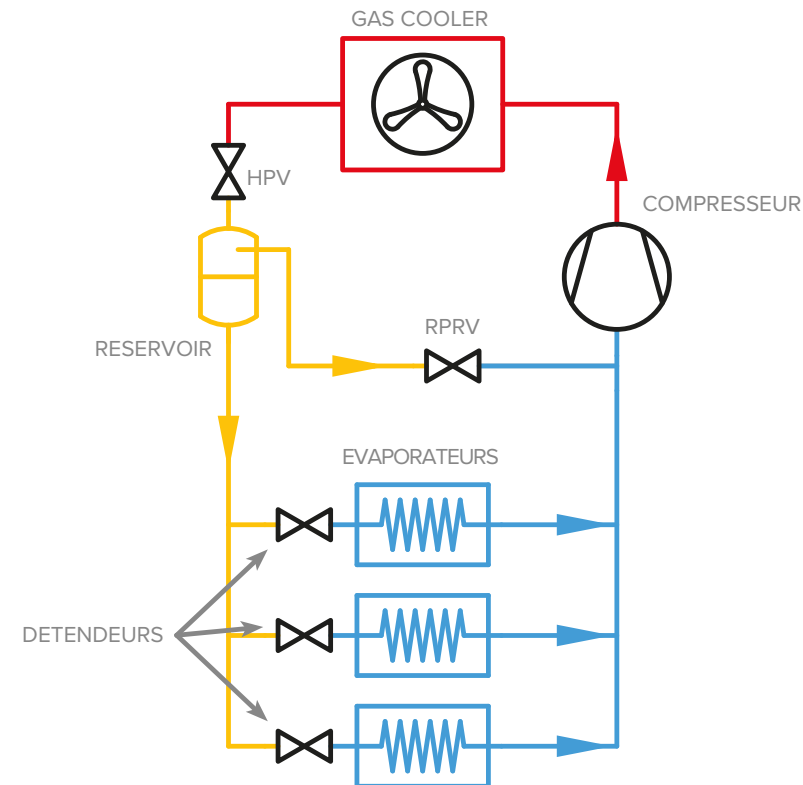 GAS COOLER
HPV
COMPRESSEUR
RPRV
RESERVOIR
EVAPORATEURS
DETENDEURS